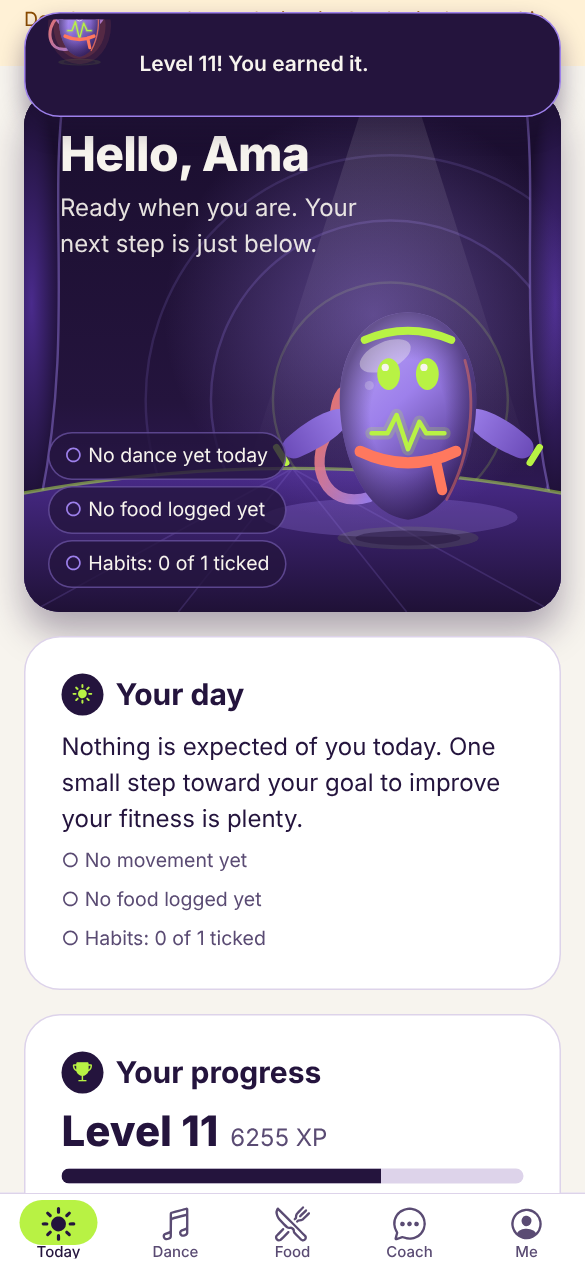 Level 11! You earned it.
Hello, Ama
Ready when you are. Your
next step is just below.
No dance yet today
No food logged yet
Habits: 0 of 1 ticked
Your day
Nothing is expected of you today. One
small step toward your goal to improve
your fitness is plenty.
No movement yet
No food logged yet
Habits: 0 of 1 ticked
Your progress
Level 11 6255 XP
Today Dance Food Coach Me